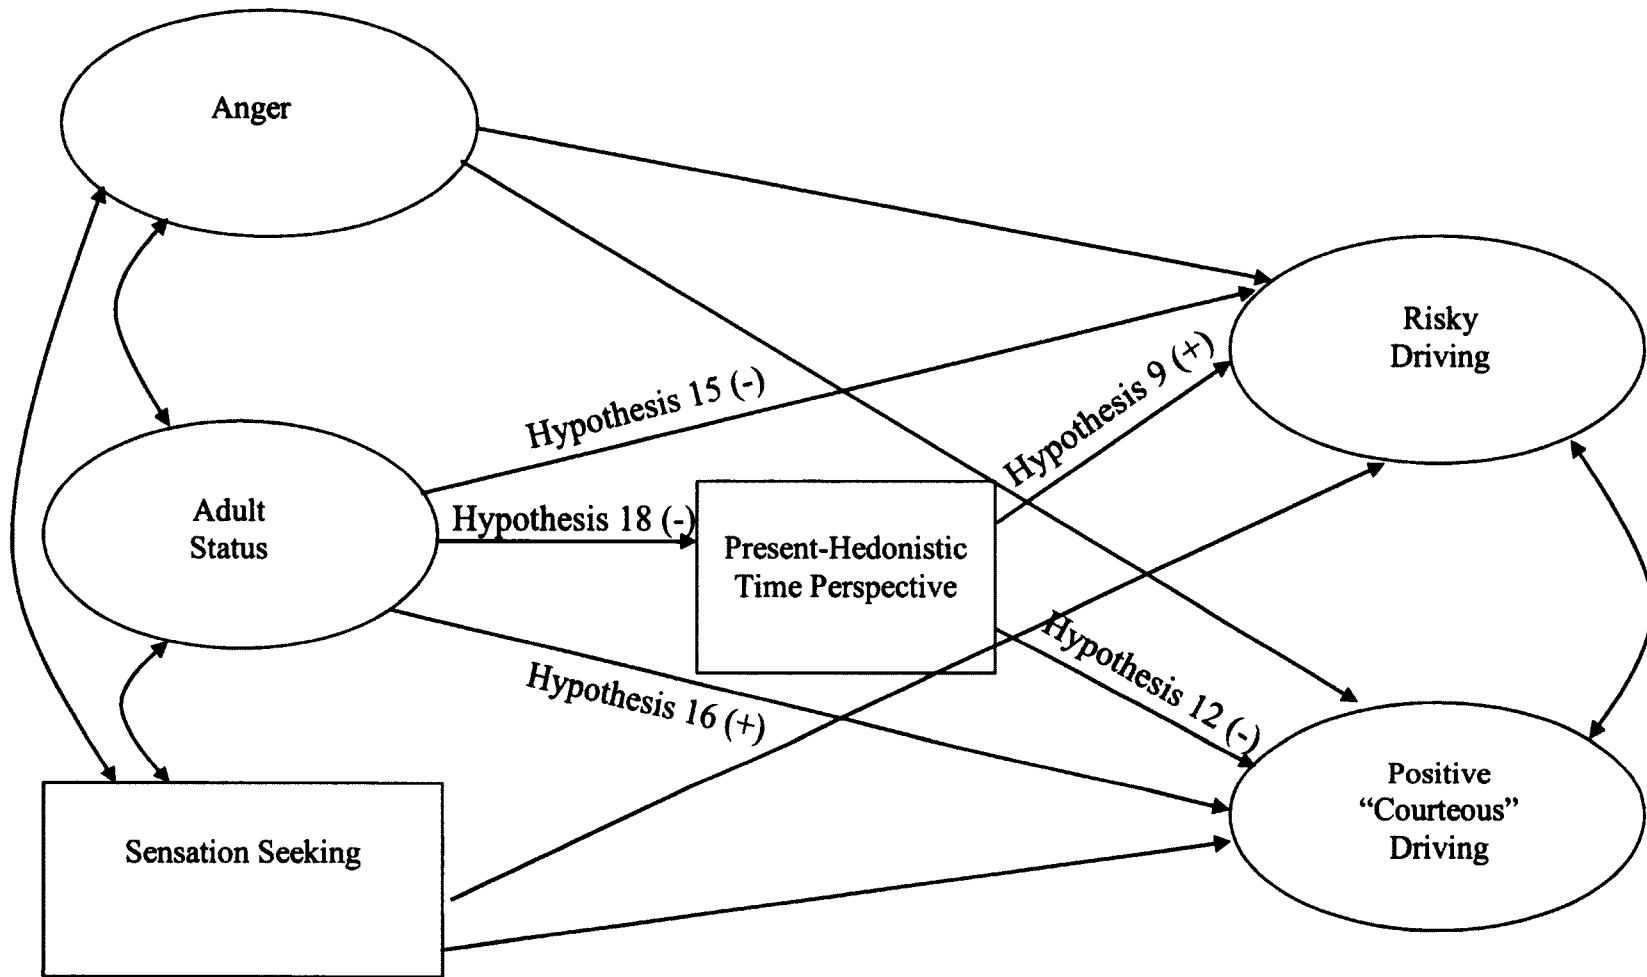 Anger
Risky
Driving
Hypothesis 9 (+)
Hypothesis 15 (-)
Adult
Status
Hypothesis 18 (-)
Present-Hedonistic
Time Perspective
Hypothesis 12 (-)
Hypothesis 16 (+)
Sensation Seeking
Positive
“Courteous”
Driving